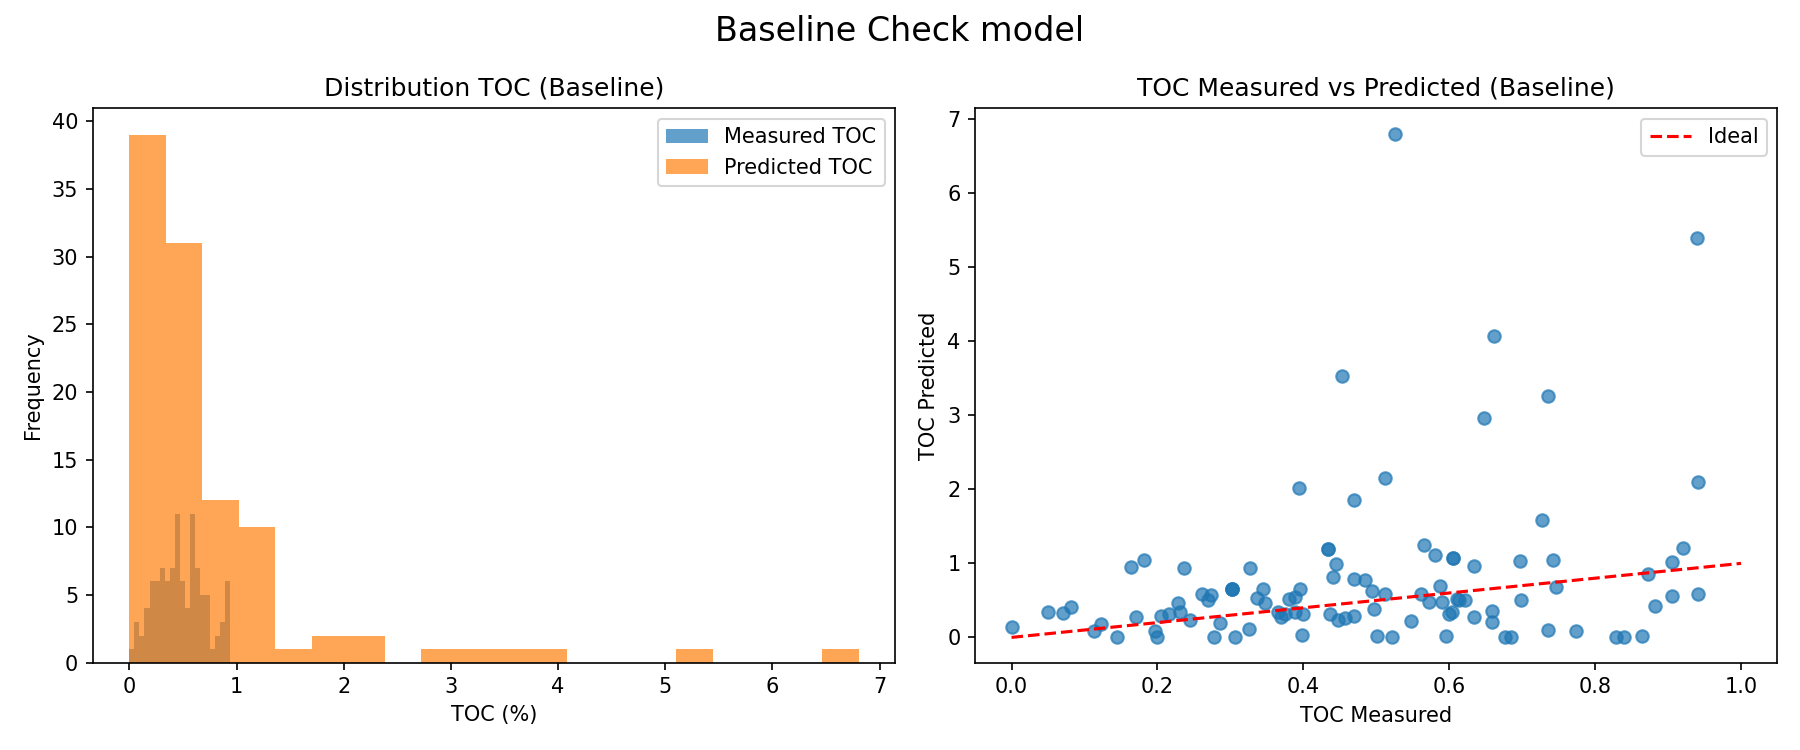 Baseline Check model
Distribution TOC (Baseline)
40
35
30
25
20
15
10
5
0
Frequency
0 1 2 3 4 5 6 7
TOC (%)
Measured TOC
Predicted TOC
TOC Measured vs Predicted (Baseline)
7
6
5
4
3
2
1
0
TOC Predicted
0.0 0.2 0.4 0.6 0.8 1.0
TOC Measured
Ideal